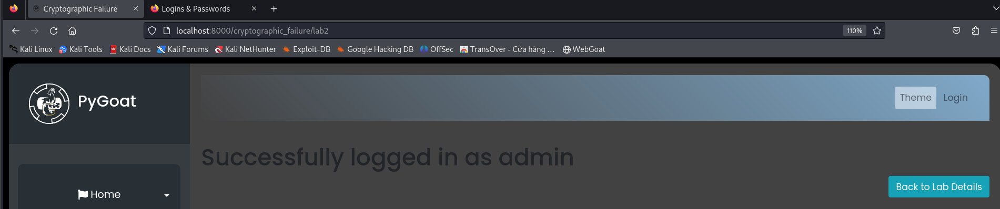 Cryptographic Failure
Logins & Passwords
localhost:8000/cryptographic_failure/lab2
110%
Kali Linux
Kali Tools
Kali Docs
Kali Forums
Kali NetHunter
Exploit-DB
Google Hacking DB
OffSec
TransOver - Cửa hàng …
WebGoat
PyGoat
Theme
Login
Successfully logged in as admin
Back to Lab Details
Home